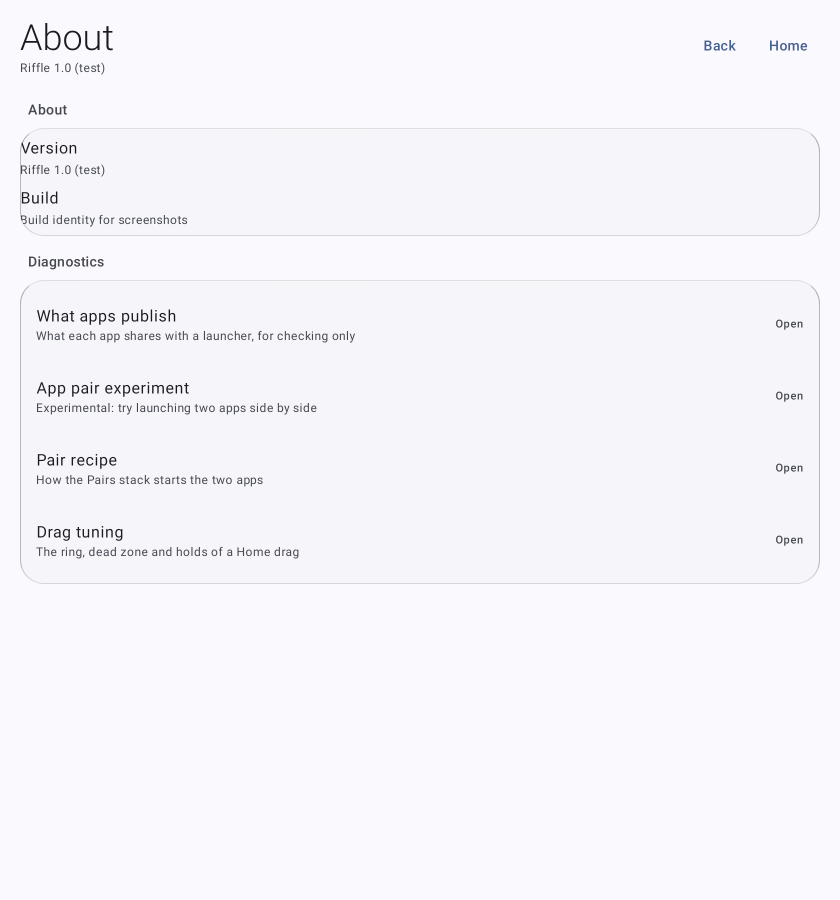 About
Back
Home
Riffle 1.0 (test)
About
Version
Riffle 1.0 (test)
Build
Build identity for screenshots
Diagnostics
What apps publish
What each app shares with a launcher, for checking only
Open
App pair experiment
Experimental: try launching two apps side by side
Open
Pair recipe
How the Pairs stack starts the two apps
Open
Drag tuning
The ring, dead zone and holds of a Home drag
Open